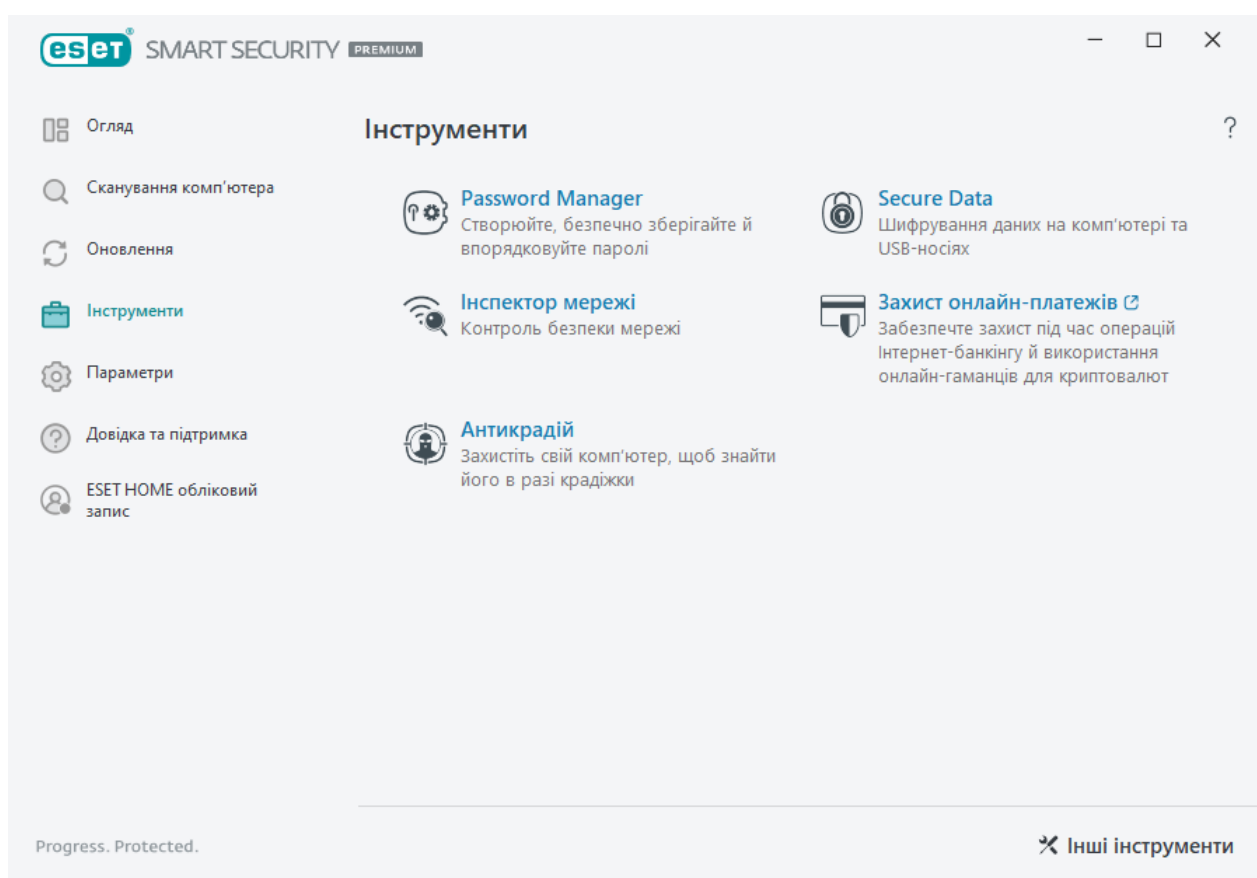 eset® SMART SECURITY PREMIUM
Огляд
Сканування комп'ютера
Оновлення
Інструменти
Параметри
Довідка та підтримка
ESET HOME обліковий
запис
Інструменти
?
Password Manager
Створюйте, безпечно зберігайте й
впорядковуйте паролі
Secure Data
Шифрування даних на комп'ютері та
USB-носіях
Інспектор мережі
Контроль безпеки мережі
Захист онлайн-платежів
Забезпечте захист під час операцій
Інтернет-банкінгу й використання
онлайн-гаманців для криптовалют
Антикрадій
Захистіть свій комп'ютер, щоб знайти
його в разі крадіжки
Progress. Protected.
Інші інструменти